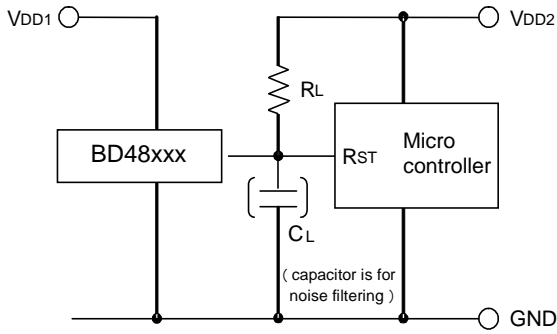 VDD1
VDD2
RL
BD48xxx
RST
Micro
controller
CL
( capacitor is for
noise filtering )
GND